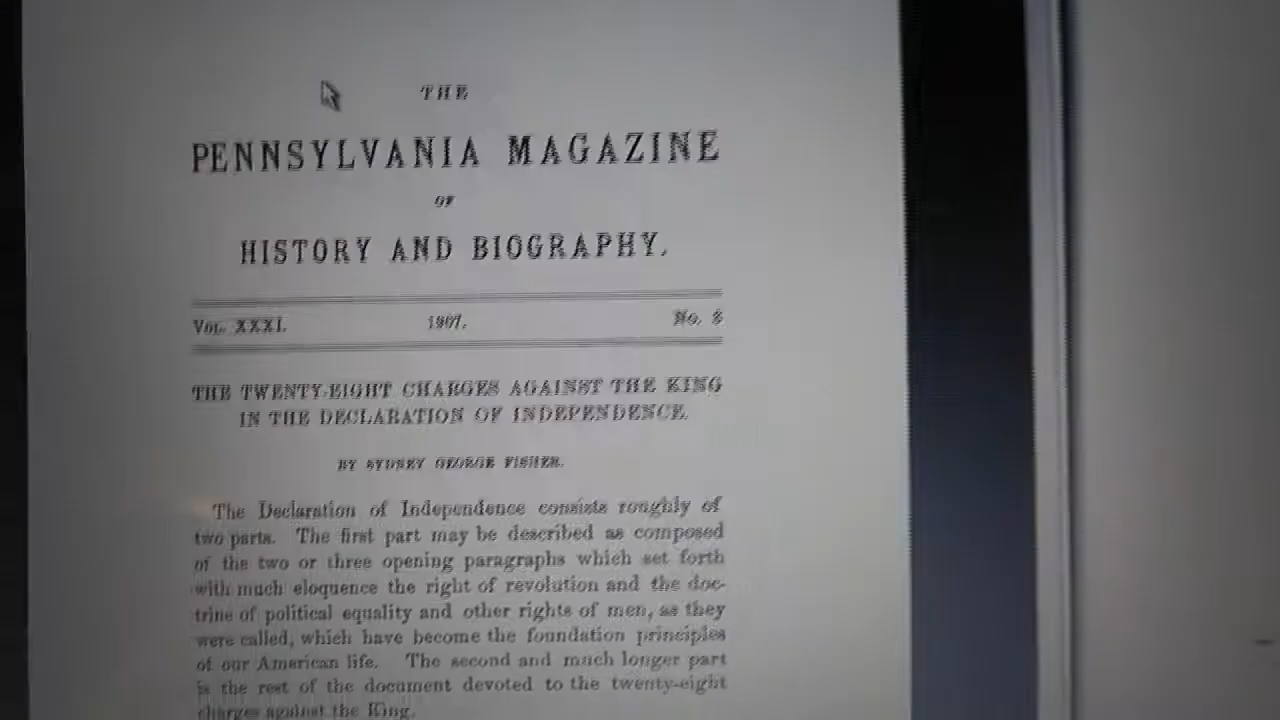 THE
PENNSYLVANIA MAGAZINE
OF
HISTORY AND BIOGRAPHY.
VOL. XXXI.
1907.
No. 3
THE TWENTY-EIGHT CHARGES AGAINST THE KING
IN THE DECLARATION OF INDEPENDENCE.
BY SYDNEY GEORGE FISHER.
The Declaration of Independence consists roughly of
two parts. The first part may be described as composed
of the two or three opening paragraphs which set forth
with much eloquence the right of revolution and the doc-
trine of political equality and other rights of men, as they
were called, which have become the foundation principles
of our American life. The second and much longer part
is the rest of the document devoted to the twenty-eight
charges against the King.